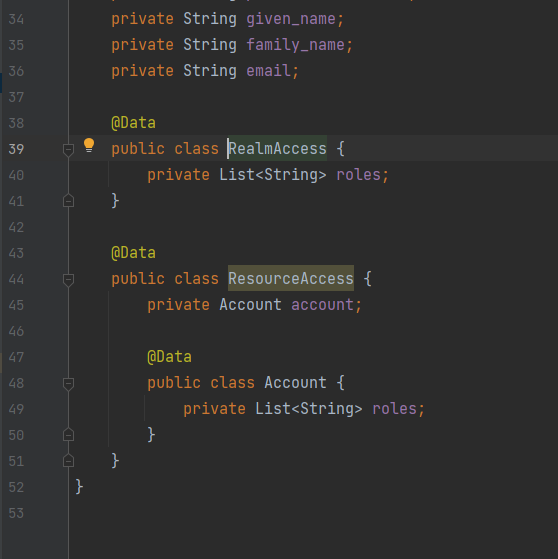 34 private String given_name;
35 private String family_name;
36 private String email;
37
38 @Data
39 public class RealmAccess {
40 private List<String> roles;
41 }
42
43 @Data
44 public class ResourceAccess {
45 private Account account;
46
47 @Data
48 public class Account {
49 private List<String> roles;
50 }
51 }
52 }
53